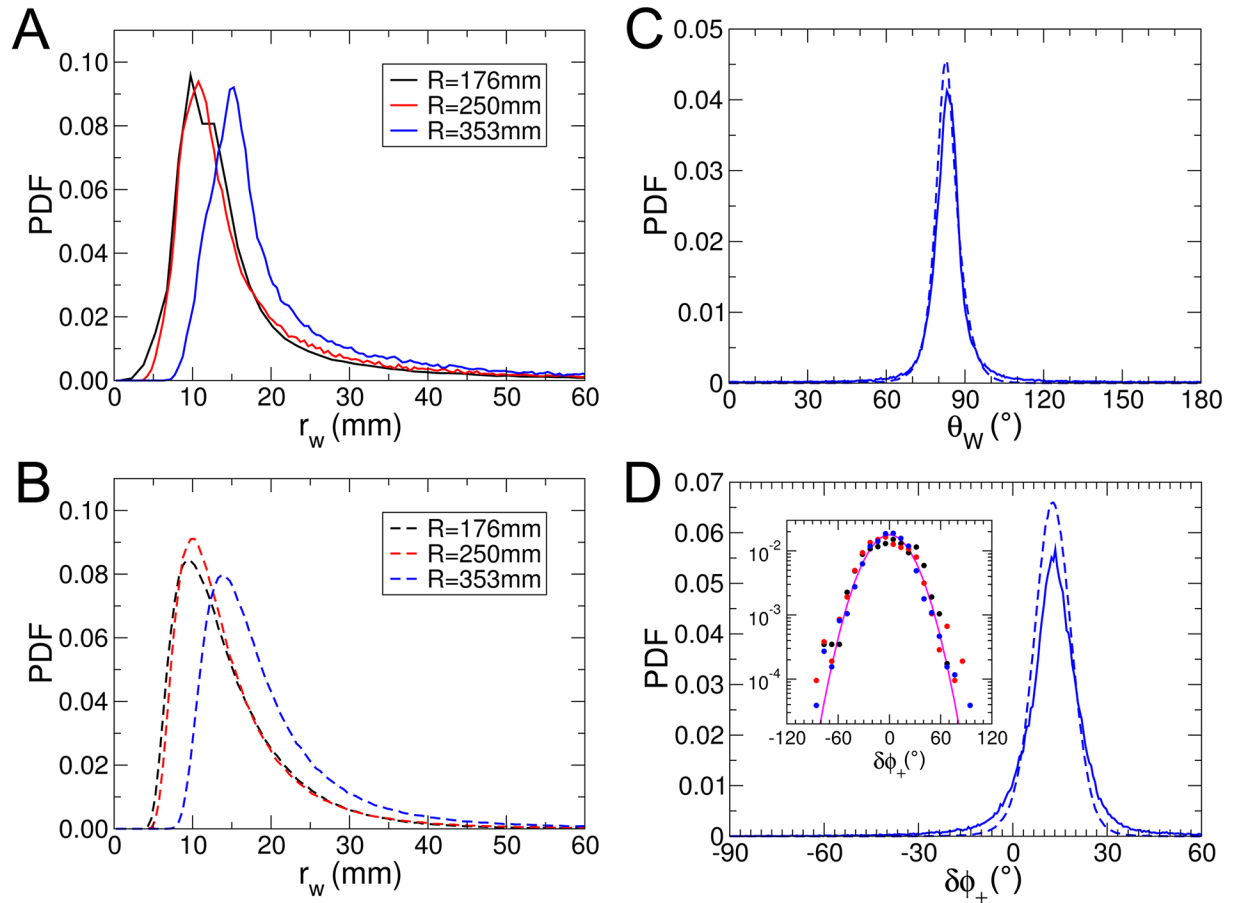 A
PDF
0.10
0.08
0.06
0.04
0.02
0.00
R=176mm
R=250mm
R=353mm
0 10 20 30 40 50 60
r_w (mm)
B
PDF
0.10
0.08
0.06
0.04
0.02
0.00
R=176mm
R=250mm
R=353mm
0 10 20 30 40 50 60
r_w (mm)
C
PDF
0.05
0.04
0.03
0.02
0.01
0
0 30 60 90 120 150 180
θ_W (°)
D
PDF
0.07
0.06
0.05
0.04
0.03
0.02
0.01
0
10^-2
10^-3
10^-4
-120 -60 0 60 120
δϕ_+(°)
-90 -60 -30 0 30 60
δϕ_+(°)